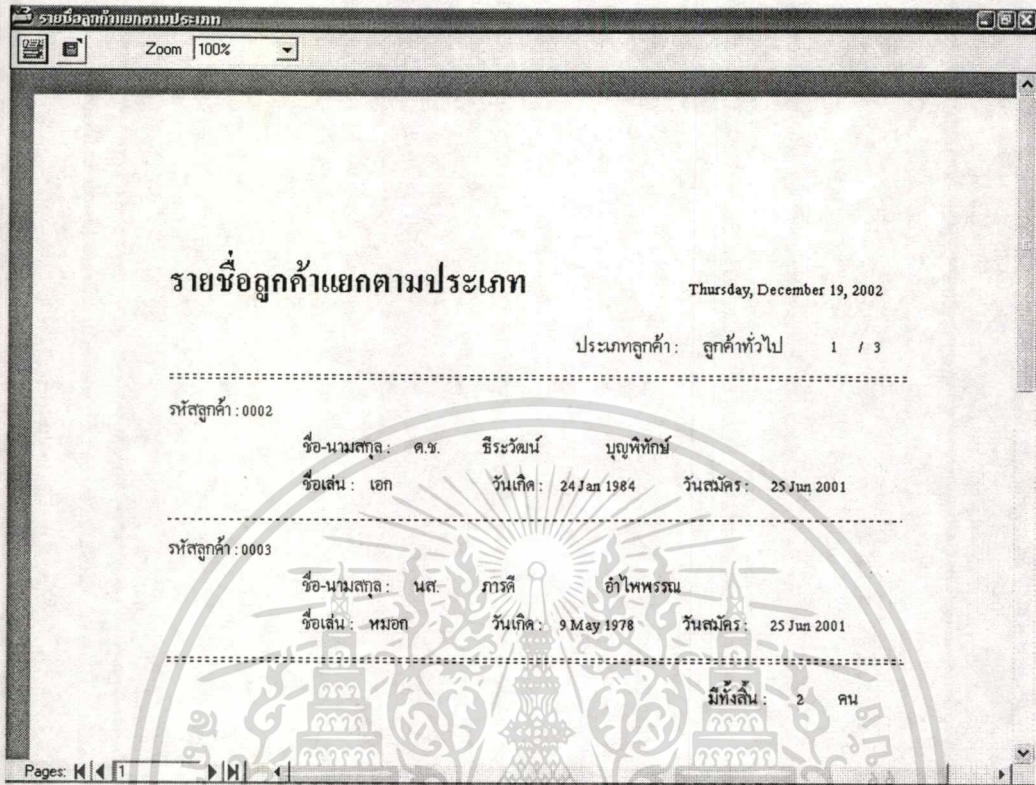 รายชื่อลูกค้าแยกตามประเภท
Zoom 100%
รายชื่อลูกค้าแยกตามประเภท Thursday, December 19, 2002
ประเภทลูกค้า : ลูกค้าทั่วไป 1 / 3
รหัสลูกค้า : 0002
ชื่อ-นามสกุล : ด.ช. ธีระวัฒน์ บุญพิทักษ์
ชื่อเล่น : เอก วันเกิด : 24 Jan 1984 วันสมัคร : 25 Jun 2001
รหัสลูกค้า : 0003
ชื่อ-นามสกุล : นส. ภารดี อำไพพรรณ
ชื่อเล่น : หมอก วันเกิด : 9 May 1978 วันสมัคร : 25 Jun 2001
มีทั้งสิ้น : 2 คน
Pages: 1